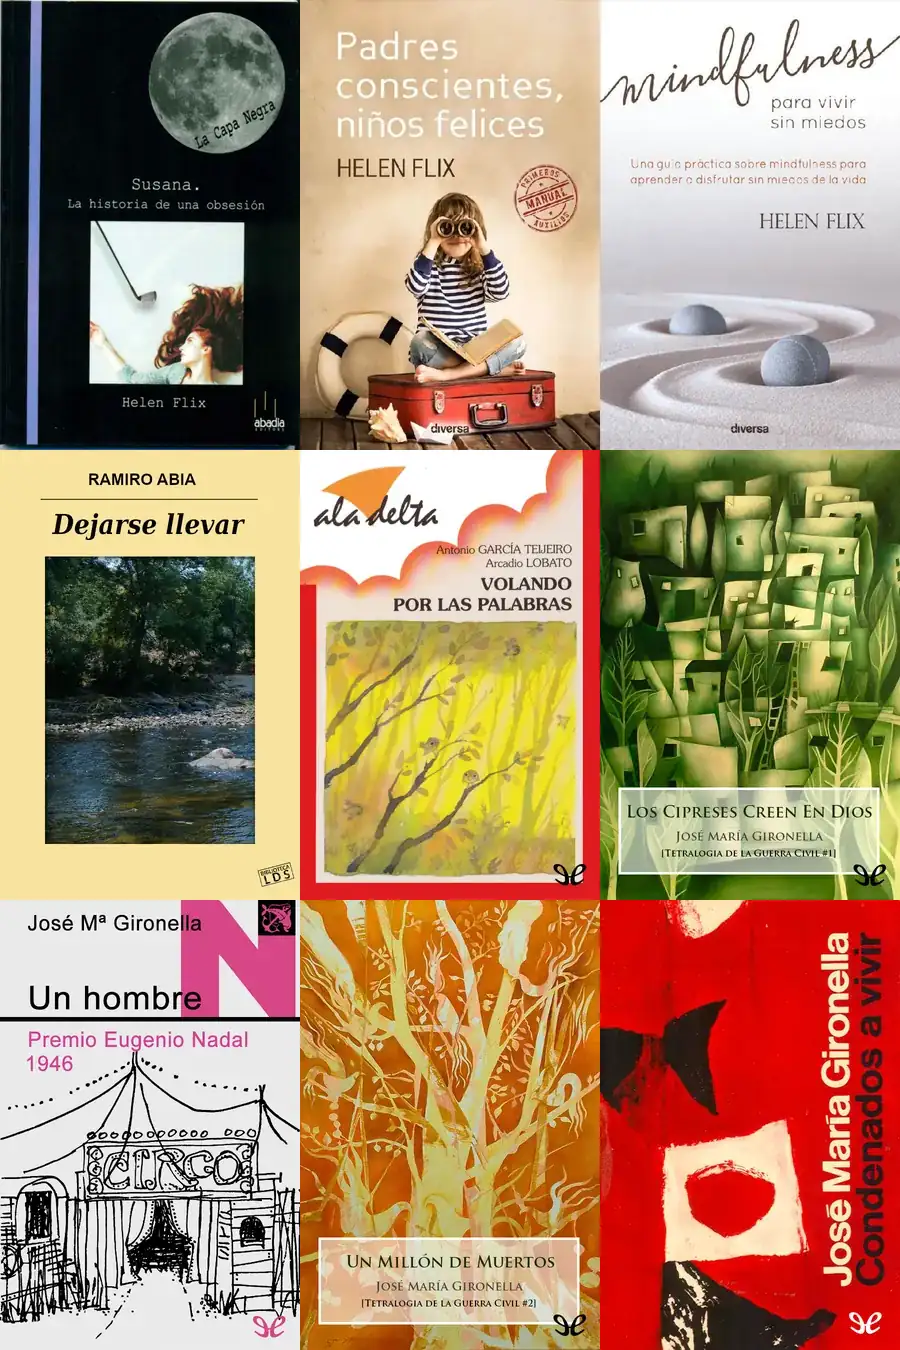 La Capa Negra
Susana.
La historia de una obsesión
Helen Flix
abadia
EDITORS
Padres
conscientes,
niños felices
HELEN FLIX
PRIMEROS
MANUAL
AUXILIOS
diversa
mindfulness
para vivir
sin miedos
Una guía práctica sobre mindfulness para
aprender a disfrutar sin miedos de la vida
HELEN FLIX
diversa
RAMIRO ABIA
Dejarse llevar
BIBLIOTECA
LDS
ala delta
Antonio GARCÍA TEIJEIRO
Arcadio LOBATO
VOLANDO
POR LAS PALABRAS
LOS CIPRESES CREEN EN DIOS
JOSÉ MARÍA GIRONELLA
[TETRALOGIA DE LA GUERRA CIVIL #1]
José Mª Gironella
N
Un hombre
Premio Eugenio Nadal
1946
CIRCO
UN MILLÓN DE MUERTOS
JOSÉ MARÍA GIRONELLA
[TETRALOGIA DE LA GUERRA CIVIL #2]
José María Gironella
Condenados a vivir